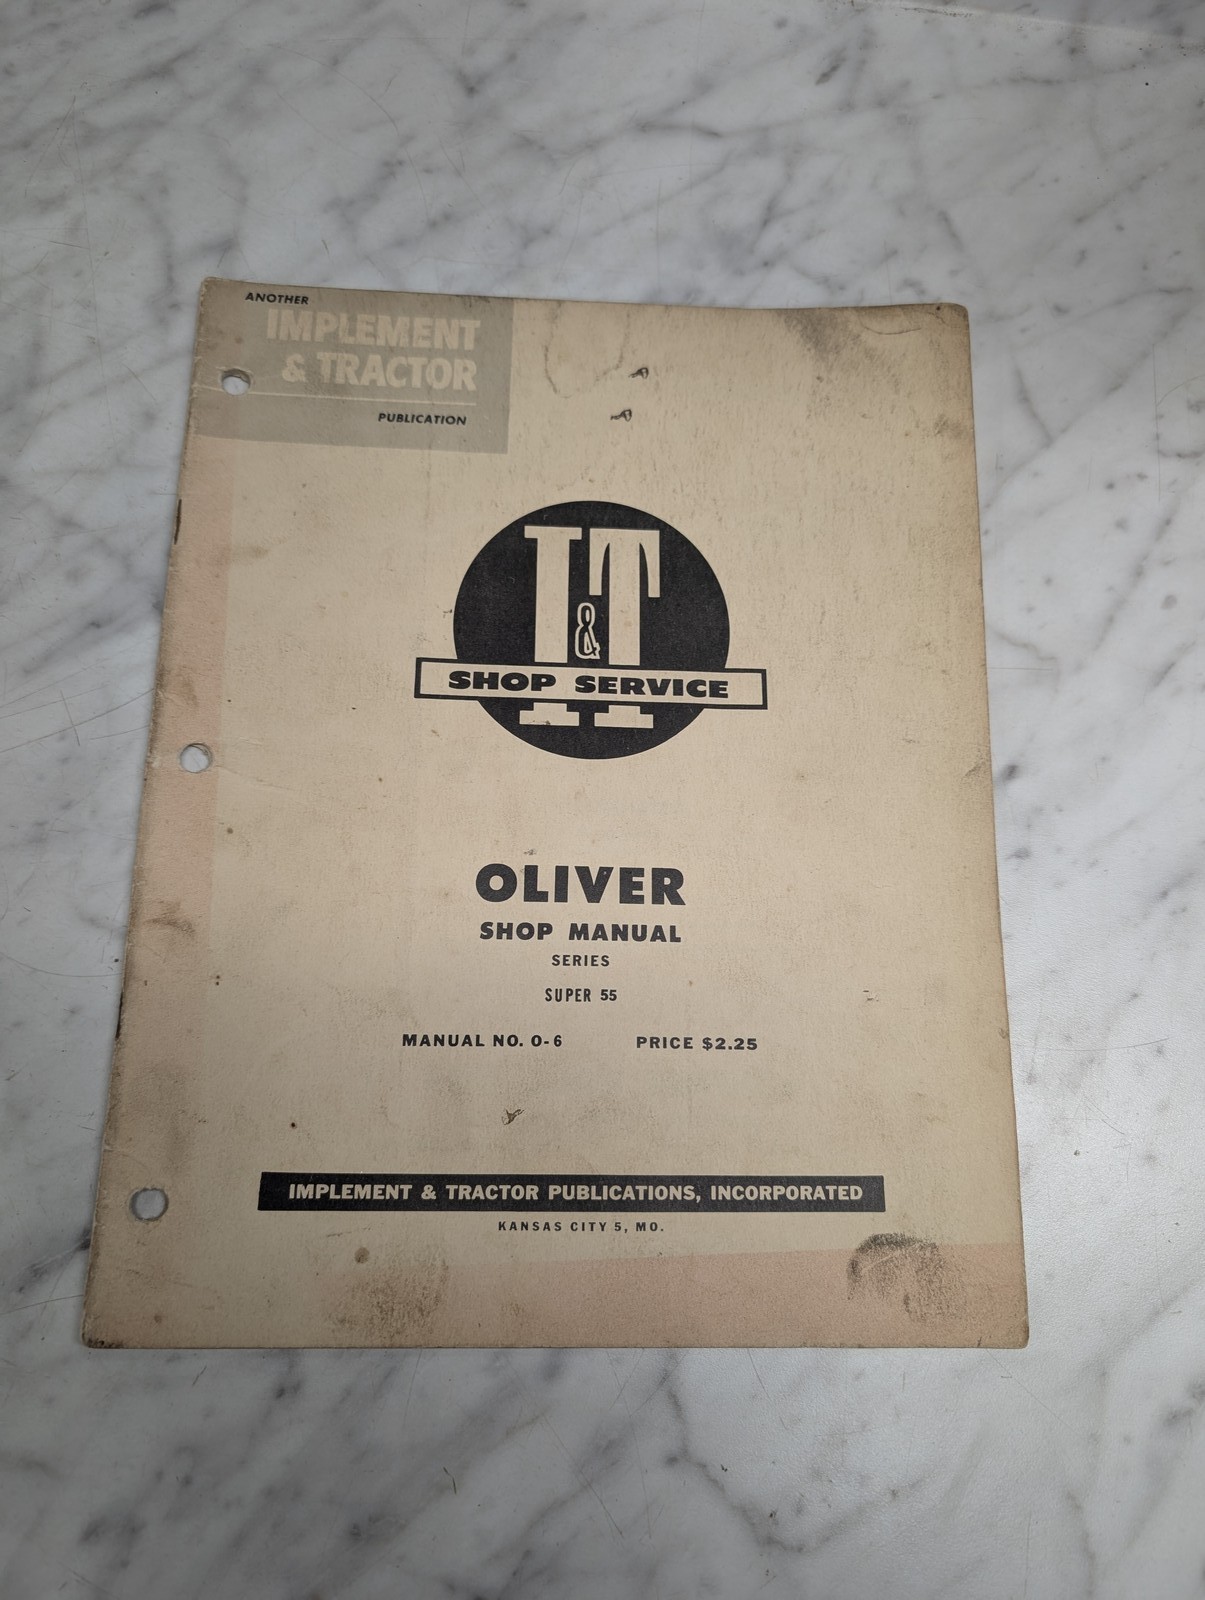 ANOTHER
IMPLEMENT
& TRACTOR
PUBLICATION
I&T
SHOP SERVICE
OLIVER
SHOP MANUAL
SERIES
SUPER 55
MANUAL NO. O-6 PRICE $2.25
IMPLEMENT & TRACTOR PUBLICATIONS, INCORPORATED
KANSAS CITY 5, MO.